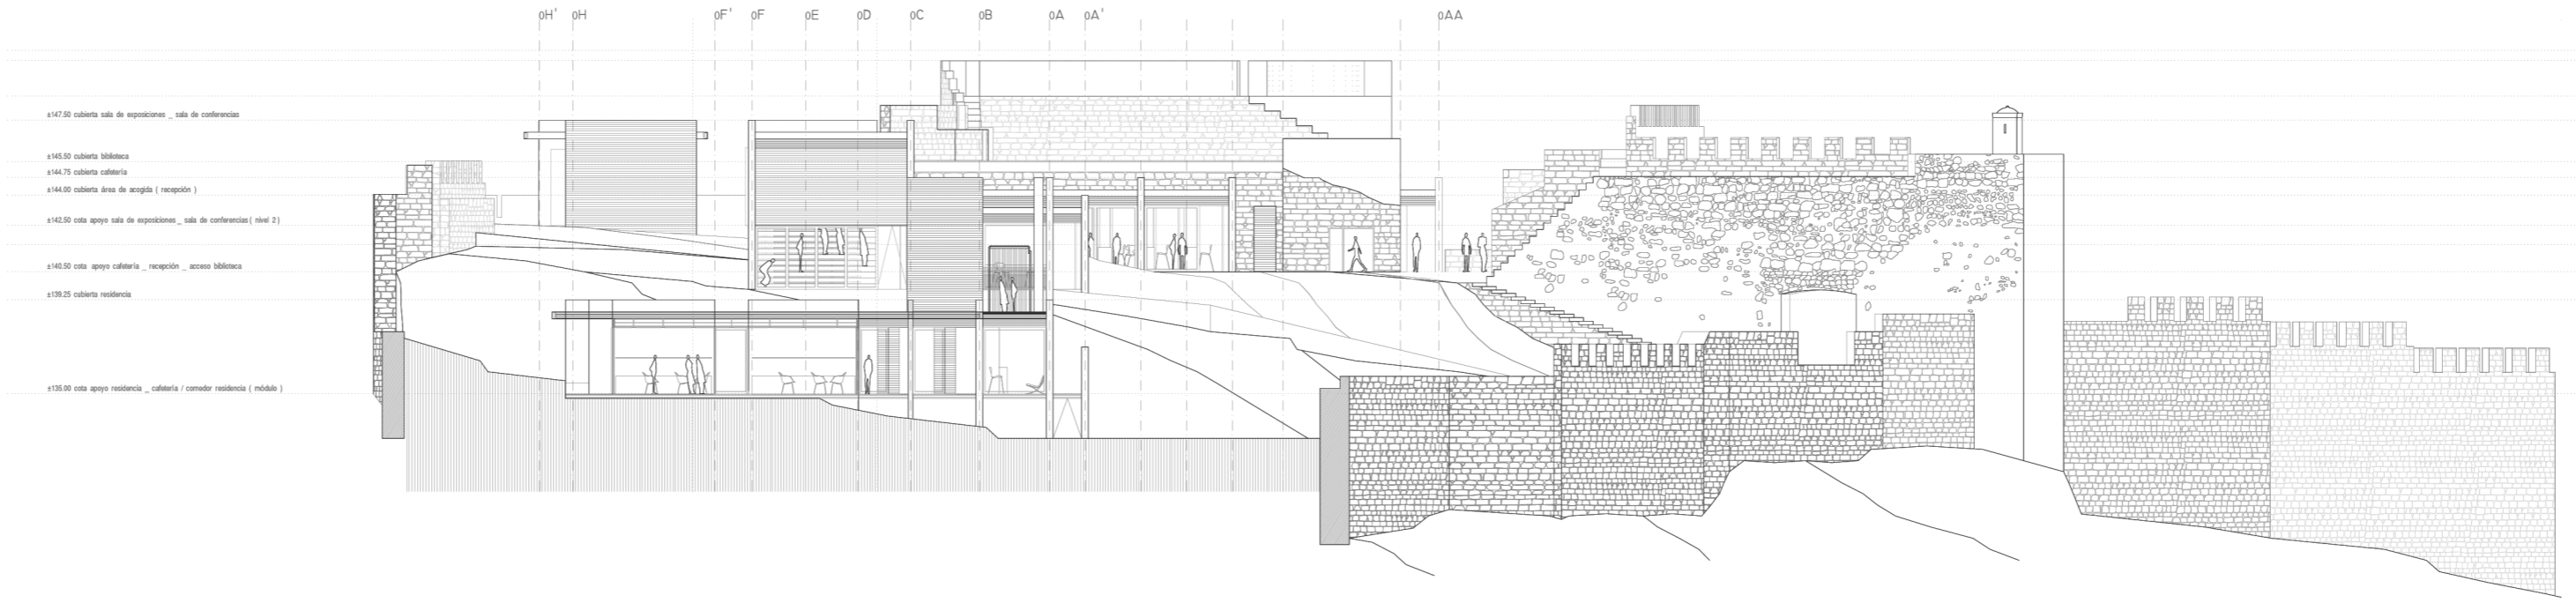 0H' 0H 0F' 0F 0E 0D 0C 0B 0A 0A' 0AA
±147.50 cubierta sala de exposiciones _ sala de conferencias
±145.50 cubierta biblioteca
±144.75 cubierta cafetería
±144.00 cubierta área de acogida ( recepción )
±142.50 cota apoyo sala de exposiciones _ sala de conferencias ( nivel 2 )
±140.50 cota apoyo cafetería _ recepción _ acceso biblioteca
±139.25 cubierta residencia
±135.00 cota apoyo residencia _ cafetería / comedor residencia ( módulo )